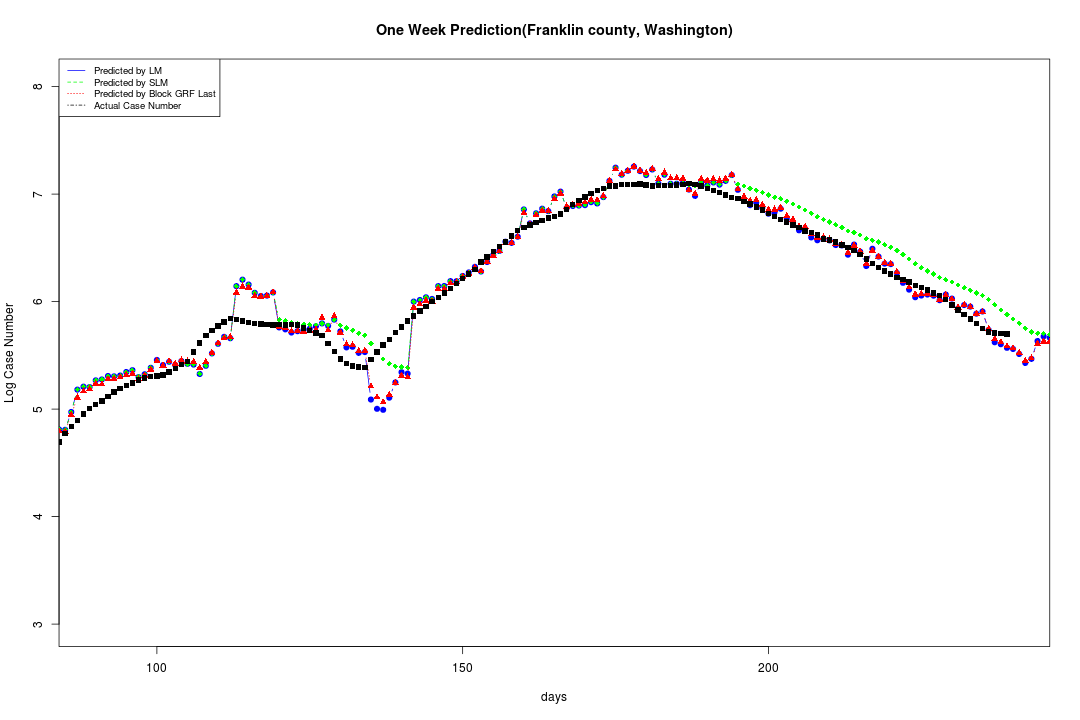 One Week Prediction(Franklin county, Washington)
Predicted by LM
Predicted by SLM
Predicted by Block GRF Last
Actual Case Number
8
7
6
5
4
3
Log Case Number
100 150 200
days